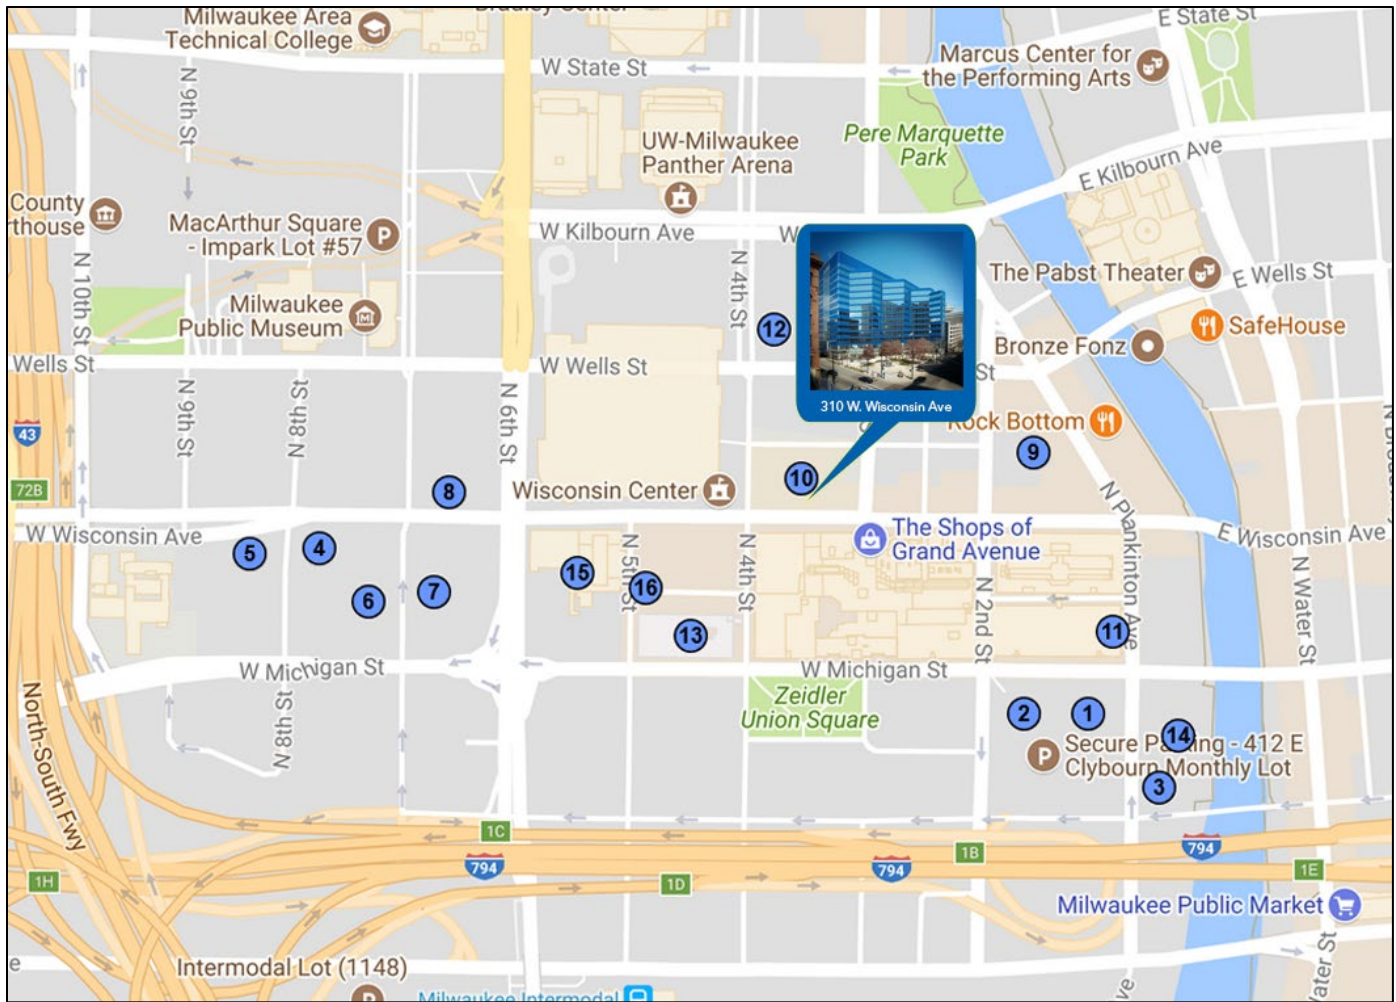 Milwaukee Area
Technical College
Bradley Center
E State St
W State St
Marcus Center for
the Performing Arts
N 9th St
UW-Milwaukee
Panther Arena
Pere Marquette
Park
E Kilbourn Ave
County
rthouse
MacArthur Square
- Impark Lot #57
P
W Kilbourn Ave
W
N 10th St
N 4th St
The Pabst Theater
E Wells St
Milwaukee
Public Museum
M
12
SafeHouse
Bronze Fonz
Wells St
W Wells St
St
310 W. Wisconsin Ave
N 9th St
N 8th St
N 6th St
Rock Bottom
43
9
72B
8
Wisconsin Center
10
N Plankinton Ave
W Wisconsin Ave
E Wisconsin Ave
The Shops of
Grand Avenue
5
4
6
7
15
N 5th St
16
N 4th St
13
N 2nd St
11
N Water St
W Michigan St
W Michigan St
North-South Fwy
N 8th St
Zeidler
Union Square
2
1
14
P
Secure Parking - 412 E
Clybourn Monthly Lot
3
1C
794
1B
794
794
1H
1D
1E
Milwaukee Public Market
e
Intermodal Lot (1148)
P
Milwaukee Intermodal
ve
ater St